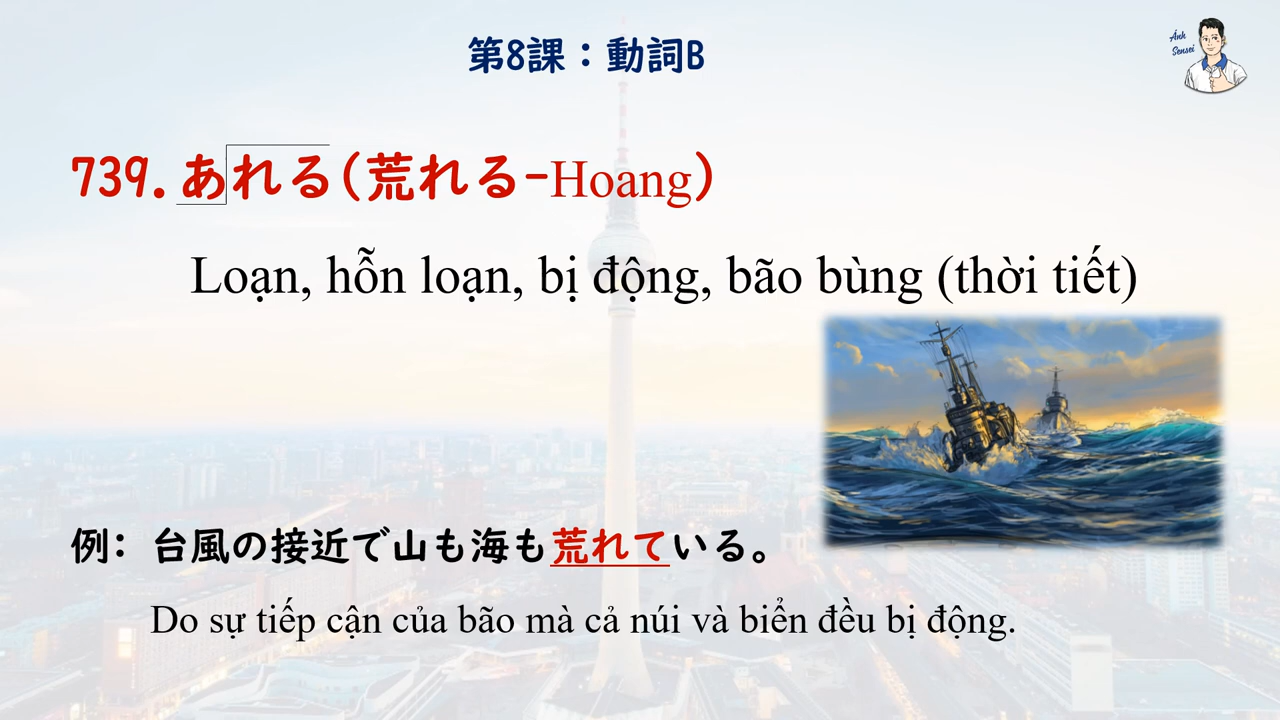 第8課：動詞B
Anh
Sensei
739.あれる(荒れる-Hoang)
Loạn, hỗn loạn, bị động, bão bùng (thời tiết)
例: 台風の接近で山も海も荒れている。
Do sự tiếp cận của bão mà cả núi và biển đều bị động.